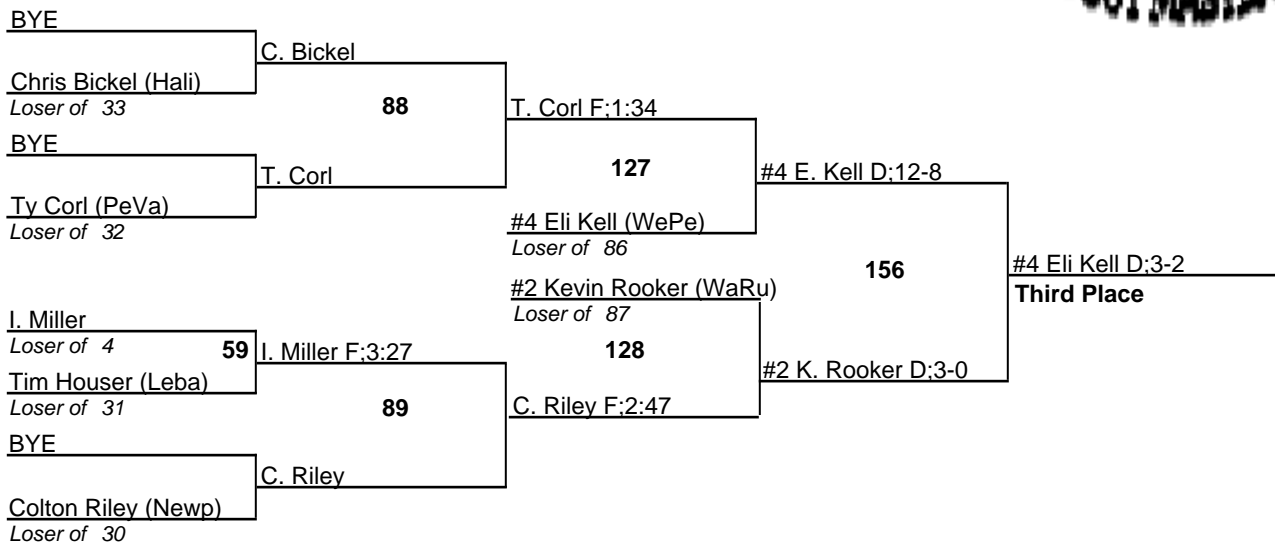 BYE
C. Bickel
Chris Bickel (Hali)
Loser of 33
88
T. Corl F;1:34
BYE
T. Corl
127
#4 E. Kell D;12-8
Ty Corl (PeVa)
Loser of 32
#4 Eli Kell (WePe)
Loser of 86
156
#4 Eli Kell D;3-2
Third Place
#2 Kevin Rooker (WaRu)
Loser of 87
I. Miller
Loser of 4
59
I. Miller F;3:27
128
#2 K. Rooker D;3-0
Tim Houser (Leba)
Loser of 31
89
C. Riley F;2:47
BYE
C. Riley
Colton Riley (Newp)
Loser of 30